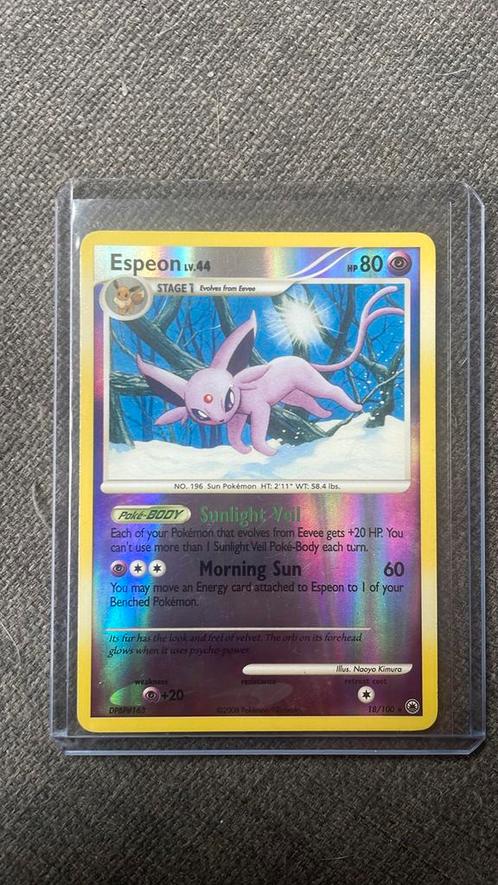 Espeon LV.44 HP 80
STAGE 1 Evolves from Eevee
NO. 196 Sun Pokémon HT: 2'11" WT: 58.4 lbs.
Poké-BODY Sunlight Veil
Each of your Pokémon that evolves from Eevee gets +20 HP. You
can't use more than 1 Sunlight Veil Poké-Body each turn.
Morning Sun 60
You may move an Energy card attached to Espeon to 1 of your
Benched Pokémon.
Its fur has the look and feel of velvet. The orb on its forehead
glows when it uses psycho-power.
Illus. Naoyo Kimura
weakness resistance retreat cost
+20
©2008 Pokémon 18/100